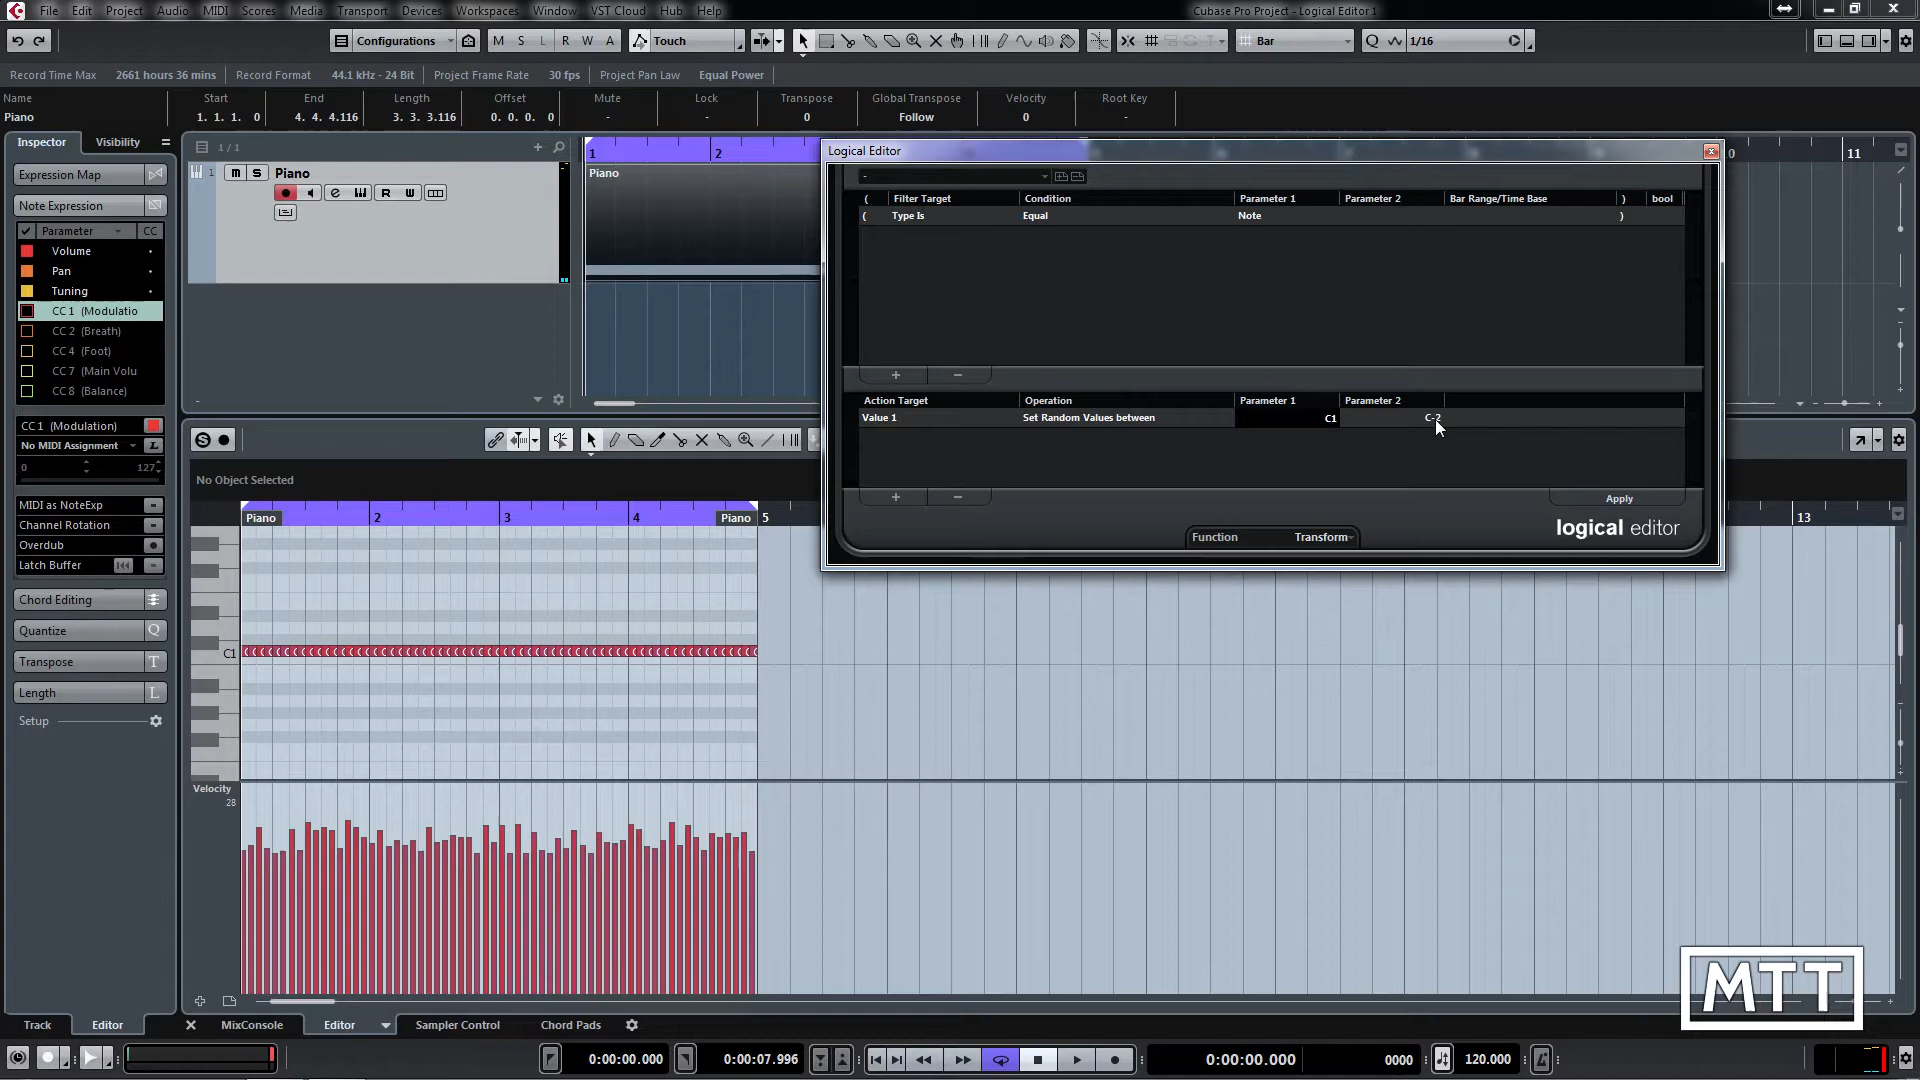 File Edit Project Audio MIDI Scores Media Transport Devices Workspaces Window VST Cloud Hub Help
Cubase Pro Project - Logical Editor 1
Configurations M S L R W A Touch Bar Q 1/16
Record Time Max 2661 hours 36 mins Record Format 44.1 kHz - 24 Bit Project Frame Rate 30 fps Project Pan Law Equal Power
Name Start End Length Offset Mute Lock Transpose Global Transpose Velocity Root Key
Piano 1. 1. 1. 0 4. 4. 4.116 3. 3. 3.116 0. 0. 0. 0 - - 0 Follow 0 -
Inspector Visibility
1 / 1
1 2
Logical Editor
11
Expression Map
1 m S Piano
Piano
R W
-
Note Expression
Parameter CC
Volume
Pan
Tuning
CC 1 (Modulatio
CC 2 (Breath)
CC 4 (Foot)
CC 7 (Main Volu
CC 8 (Balance)
-
( Filter Target Condition Parameter 1 Parameter 2 Bar Range/Time Base ) bool
( Type Is Equal Note )
+ -
Action Target Operation Parameter 1 Parameter 2
Value 1 Set Random Values between C1 C-2
+ -
Apply
logical editor
Function Transform
CC 1 (Modulation)
No MIDI Assignment L
0 127
MIDI as NoteExp
Channel Rotation
Overdub
Latch Buffer
Chord Editing
Quantize Q
Transpose T
Length L
Setup
S
No Object Selected
Piano 2 3 4 Piano 5 13
C1
Velocity
28
MTT
Track Editor MixConsole Editor Sampler Control Chord Pads
0:00:00.000 0:00:07.996 0:00:00.000 0000 120.000